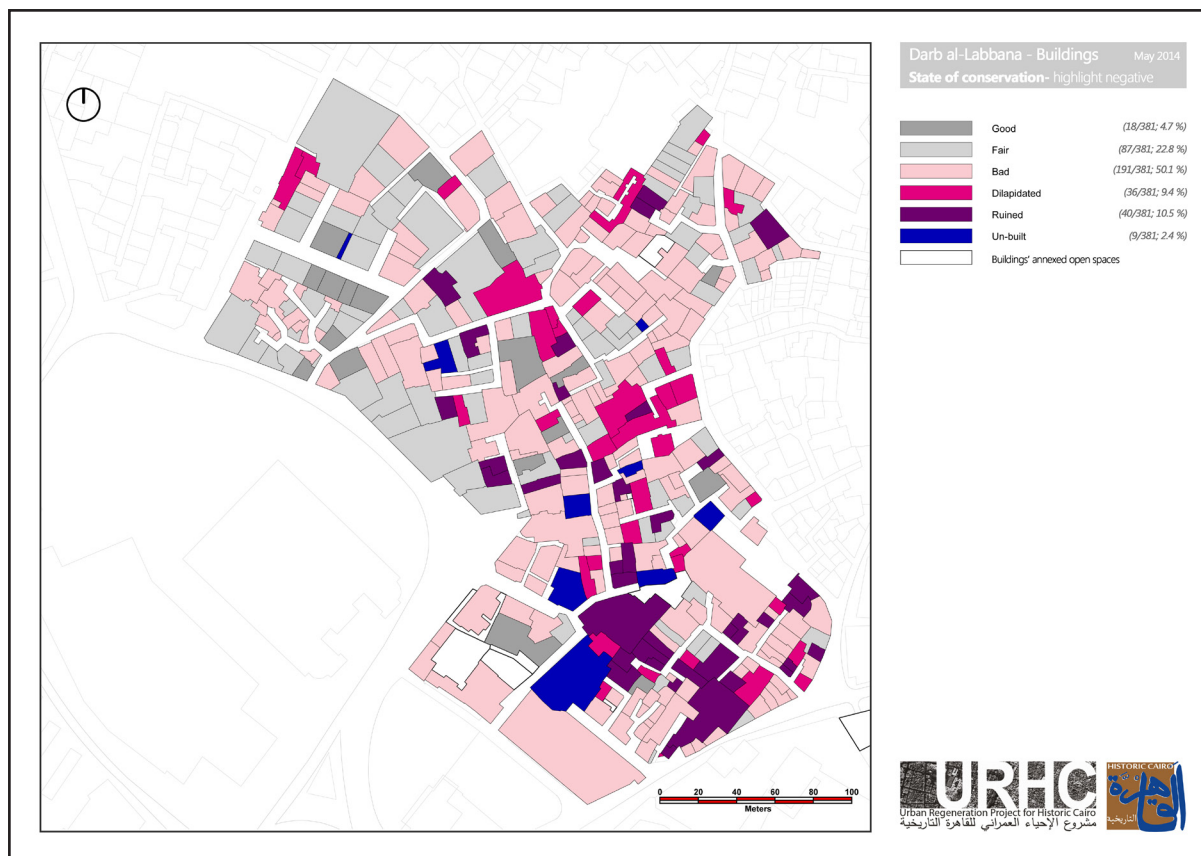 Darb al-Labbana - Buildings May 2014
State of conservation- highlight negative
Good (18/381; 4.7 %)
Fair (87/381; 22.8 %)
Bad (191/381; 50.1 %)
Dilapidated (36/381; 9.4 %)
Ruined (40/381; 10.5 %)
Un-built (9/381; 2.4 %)
Buildings' annexed open spaces
0 20 40 60 80 100
Meters
URHC
Urban Regeneration Project for Historic Cairo
مشروع الإحياء العمراني للقاهرة التاريخية
HISTORIC CAIRO
القاهرة
التاريخية